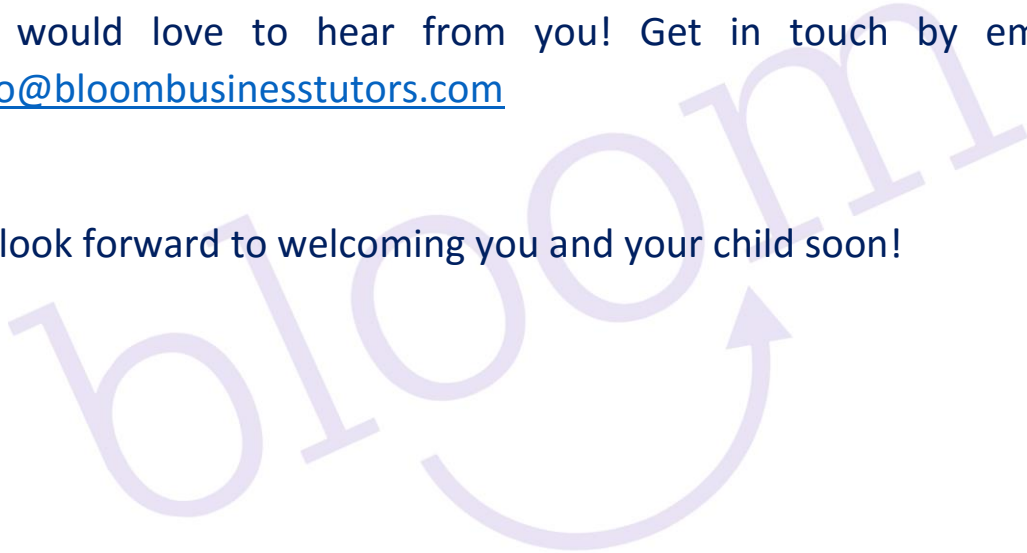 would love to hear from you! Get in touch by em
o@bloombusinesstutors.com
look forward to welcoming you and your child soon!
bloom